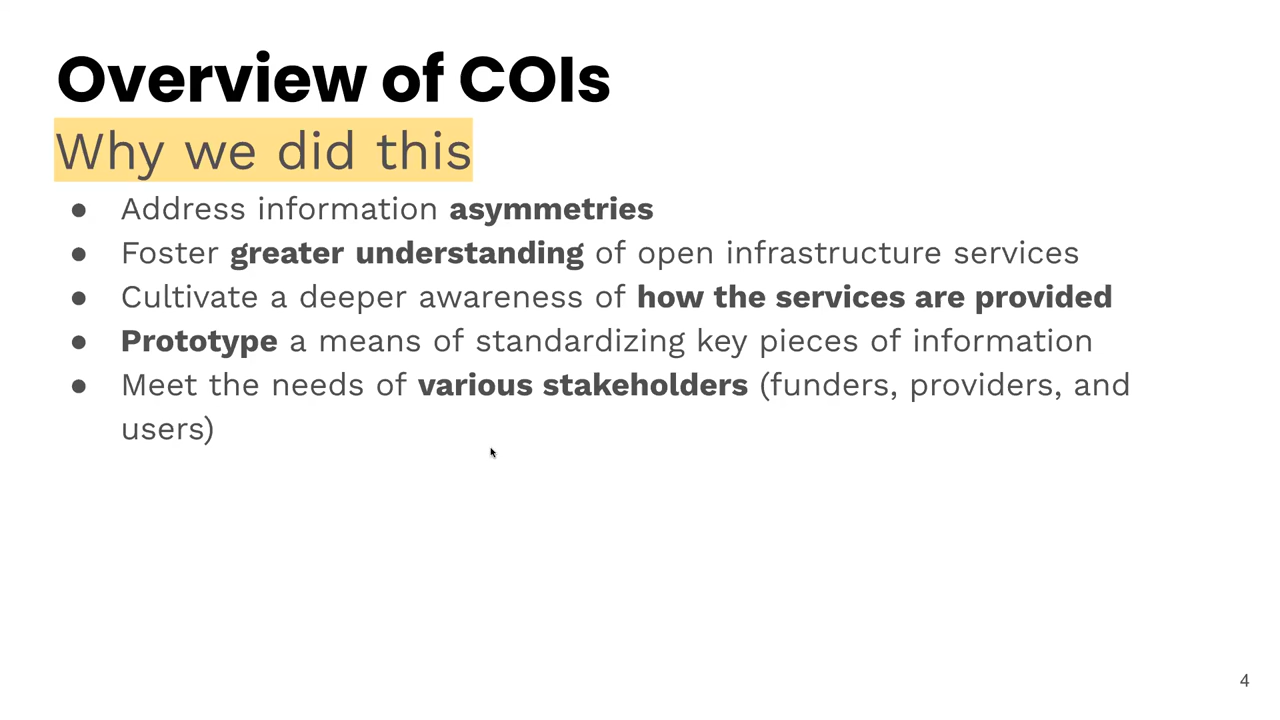 Overview of COIs
Why we did this
● Address information asymmetries
● Foster greater understanding of open infrastructure services
● Cultivate a deeper awareness of how the services are provided
● Prototype a means of standardizing key pieces of information
● Meet the needs of various stakeholders (funders, providers, and
users)
4